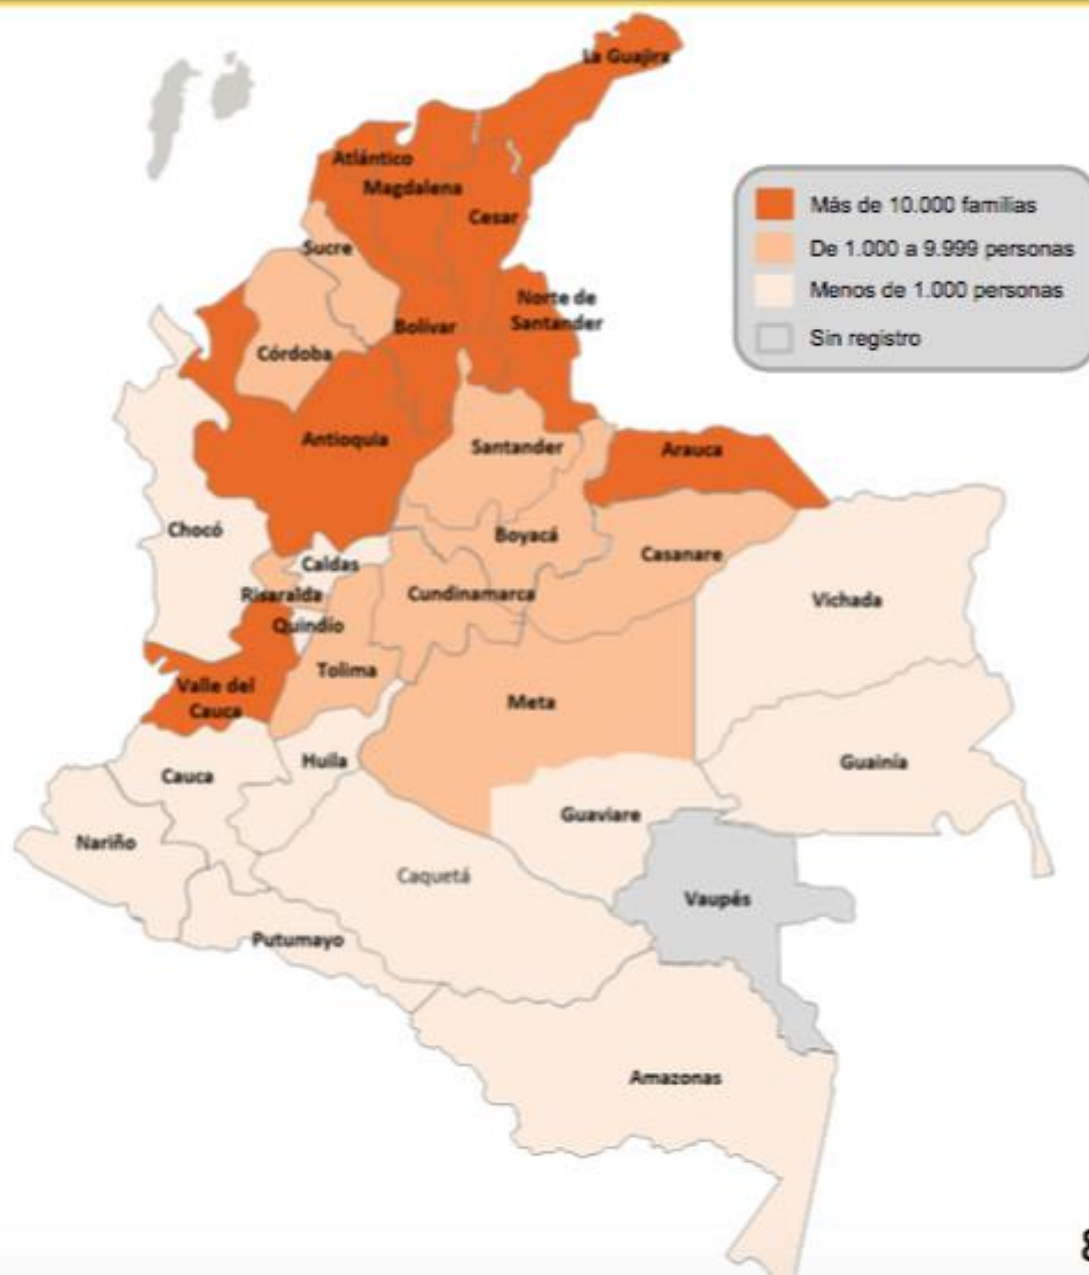 La Guajira
Atlántico
Magdalena
Cesar
Sucre
Norte de
Santander
Bolívar
Córdoba
Antioquia
Santander
Arauca
Chocó
Boyacá
Casanare
Caldas
Risaralda
Cundinamarca
Vichada
Quindío
Tolima
Valle del
Cauca
Meta
Huila
Guainía
Cauca
Guaviare
Nariño
Caquetá
Vaupés
Putumayo
Amazonas
Más de 10.000 familias
De 1.000 a 9.999 personas
Menos de 1.000 personas
Sin registro